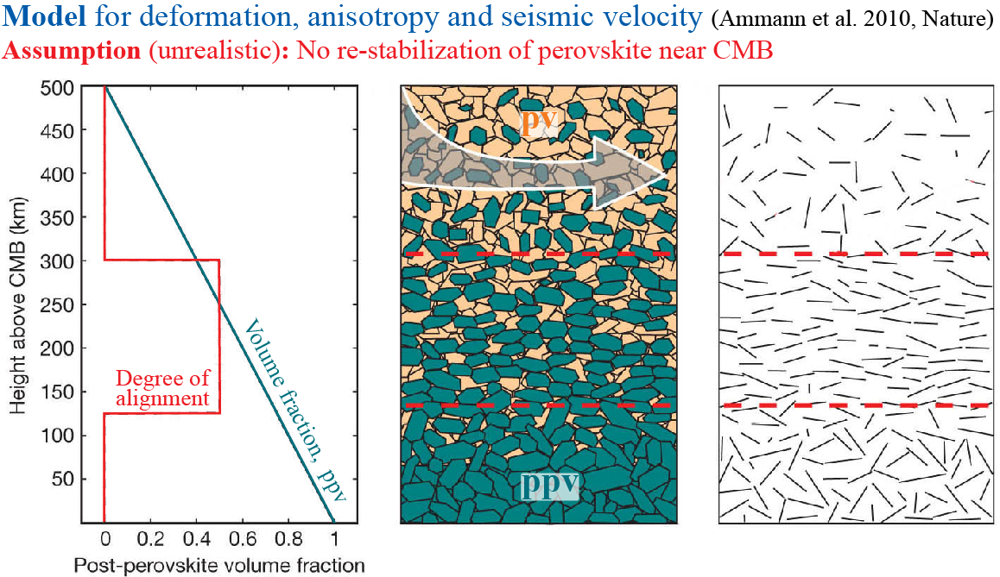 Model for deformation, anisotropy and seismic velocity (Ammann et al. 2010, Nature)
Assumption (unrealistic): No re-stabilization of perovskite near CMB
500
450
400
350
300
250
200
150
100
50
Height above CMB (km)
Degree of
alignment
Volume fraction, ppv
0 0.2 0.4 0.6 0.8 1
Post-perovskite volume fraction
pv
ppv